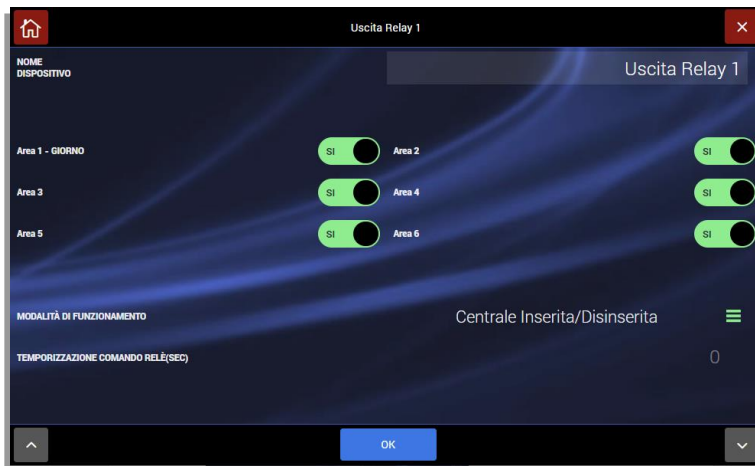 Uscita Relay 1
NOME
DISPOSITIVO
Uscita Relay 1
Area 1 - GIORNO SI Area 2 SI
Area 3 SI Area 4 SI
Area 5 SI Area 6 SI
MODALITÀ DI FUNZIONAMENTO Centrale Inserita/Disinserita
TEMPORIZZAZIONE COMANDO RELÈ(SEC) 0
OK